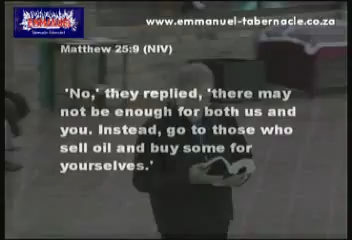 www.emmanuel-tabernacle.co.za
EMMANUEL
Matthew 25:9 (NIV)
'No,' they replied, 'there may
not be enough for both us and
you. Instead, go to those who
sell oil and buy some for
yourselves.'